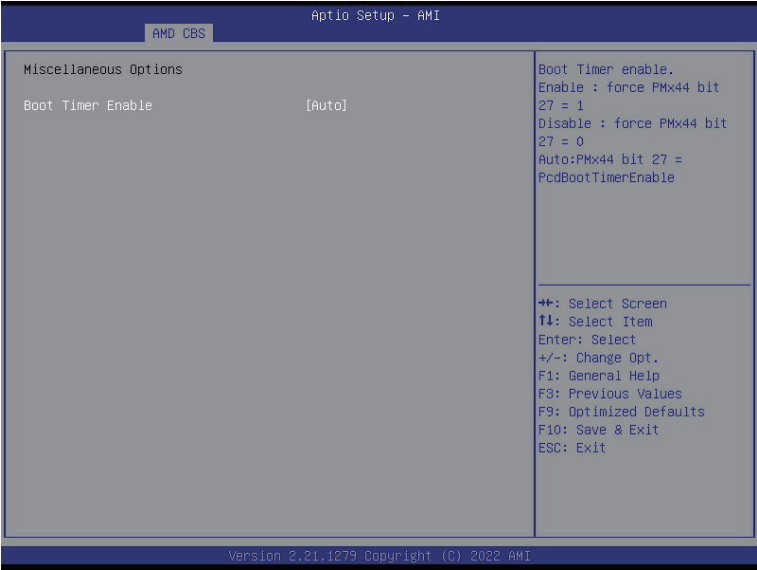 Aptio Setup – AMI
AMD CBS
Miscellaneous Options
Boot Timer Enable [Auto]
Boot Timer enable.
Enable : force PMx44 bit
27 = 1
Disable : force PMx44 bit
27 = 0
Auto:PMx44 bit 27 =
PcdBootTimerEnable
→←: Select Screen
↑↓: Select Item
Enter: Select
+/-: Change Opt.
F1: General Help
F3: Previous Values
F9: Optimized Defaults
F10: Save & Exit
ESC: Exit
Version 2.21.1279 Copyright (C) 2022 AMI